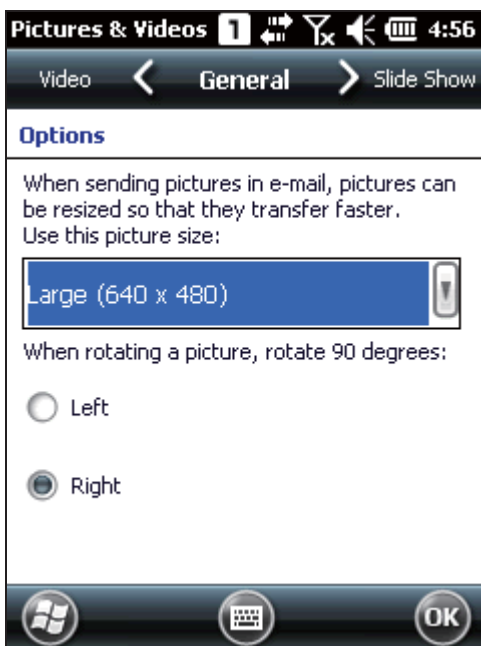 Pictures & Videos 1 4:56
Video General Slide Show
Options
When sending pictures in e-mail, pictures can
be resized so that they transfer faster.
Use this picture size:
Large (640 x 480)
When rotating a picture, rotate 90 degrees:
Left
Right
OK